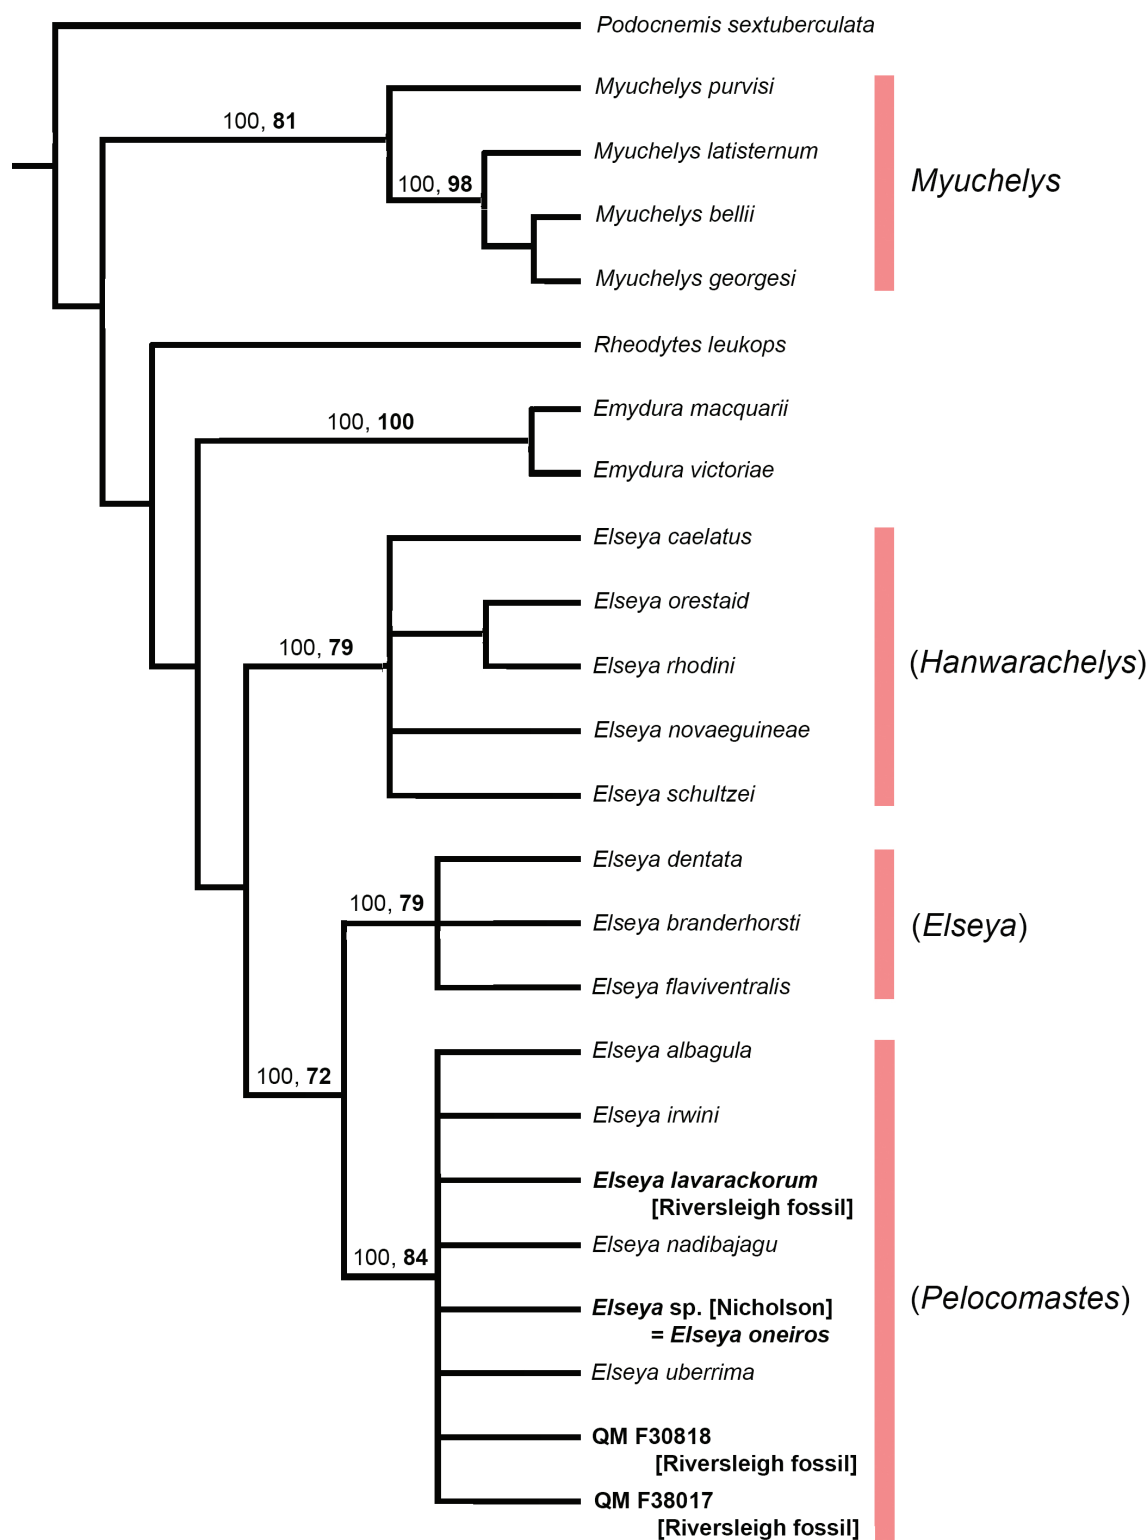 Podocnemis sextuberculata
Myuchelys purvisi
100, 81
Myuchelys latisternum
Myuchelys
100, 98
Myuchelys bellii
Myuchelys georgesi
Rheodytes leukops
Emydura macquarii
100, 100
Emydura victoriae
Elseya caelatus
Elseya orestaid
100, 79
Elseya rhodini
(Hanwarachelys)
Elseya novaeguineae
Elseya schultzei
Elseya dentata
100, 79
Elseya branderhorsti
(Elseya)
Elseya flaviventralis
Elseya albagula
100, 72
Elseya irwini
Elseya lavarackorum
[Riversleigh fossil]
Elseya nadibajagu
100, 84
(Pelocomastes)
Elseya sp. [Nicholson]
= Elseya oneiros
Elseya uberrima
QM F30818
[Riversleigh fossil]
QM F38017
[Riversleigh fossil]